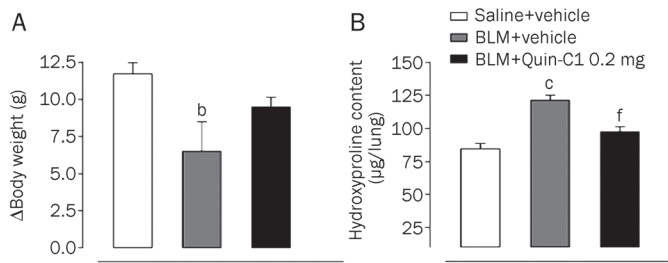 A
ΔBody weight (g)
12.5
10.0
7.5
5.0
2.5
0.0
b
B
Saline+vehicle
BLM+vehicle
BLM+Quin-C1 0.2 mg
Hydroxyproline content
(μg/lung)
150
125
100
75
50
25
c
f